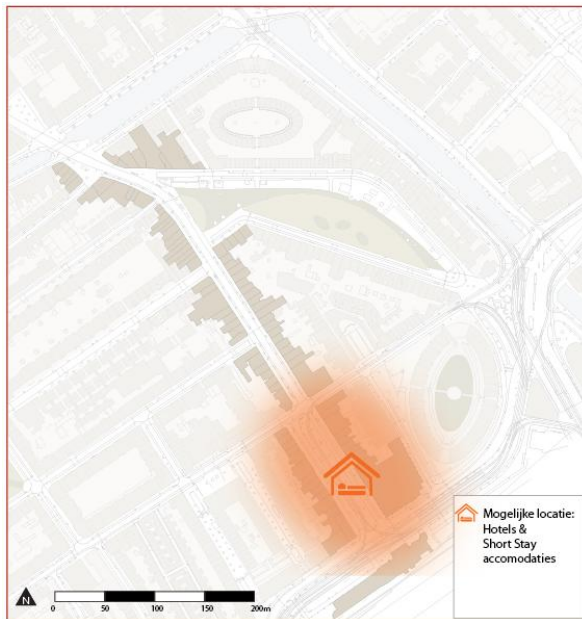 Mogelijke locatie:
Hotels &
Short Stay
accomodaties
N
0 50 100 150 200m